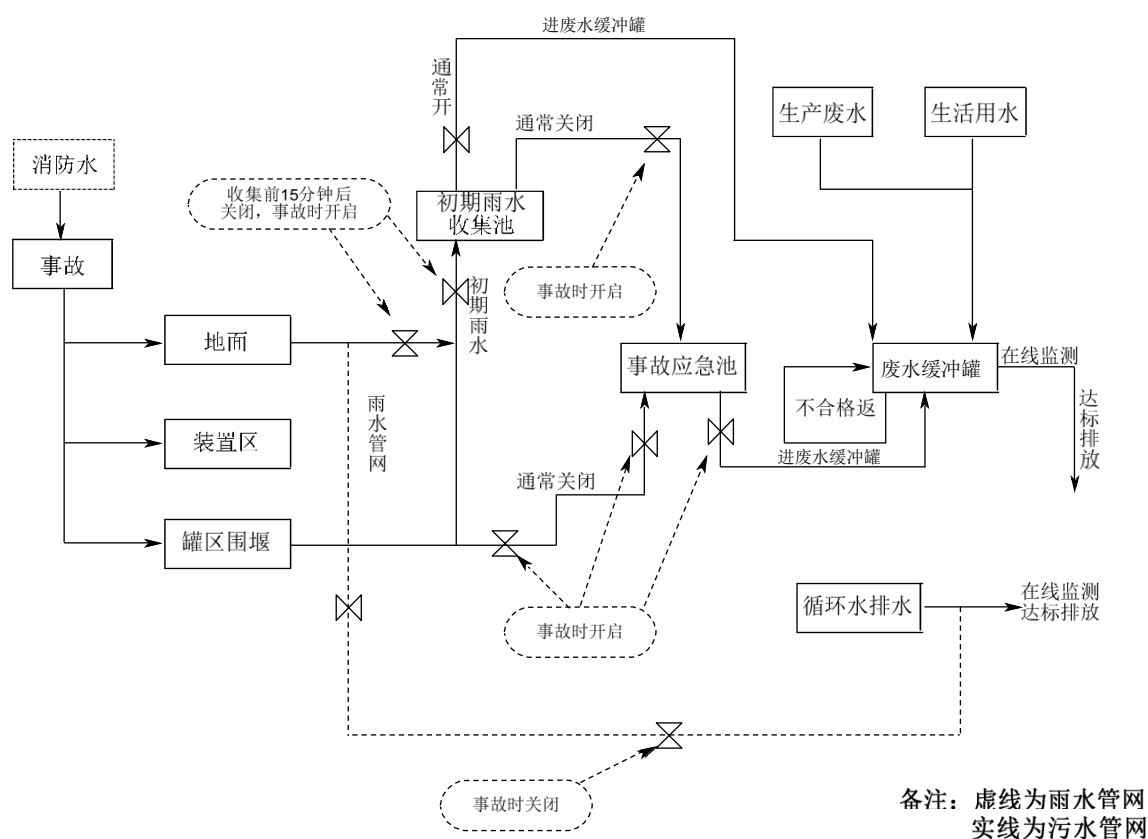 进废水缓冲罐
通常开
通常关闭
生产废水
生活用水
消防水
收集前15分钟后
关闭，事故时开启
初期雨水
收集池
事故
事故时开启
初期雨水
地面
事故应急池
废水缓冲罐
在线监测
达标排放
不合格返
雨水管网
装置区
进废水缓冲罐
通常关闭
罐区围堰
事故时开启
循环水排水
在线监测
达标排放
事故时关闭
备注：虚线为雨水管网
实线为污水管网